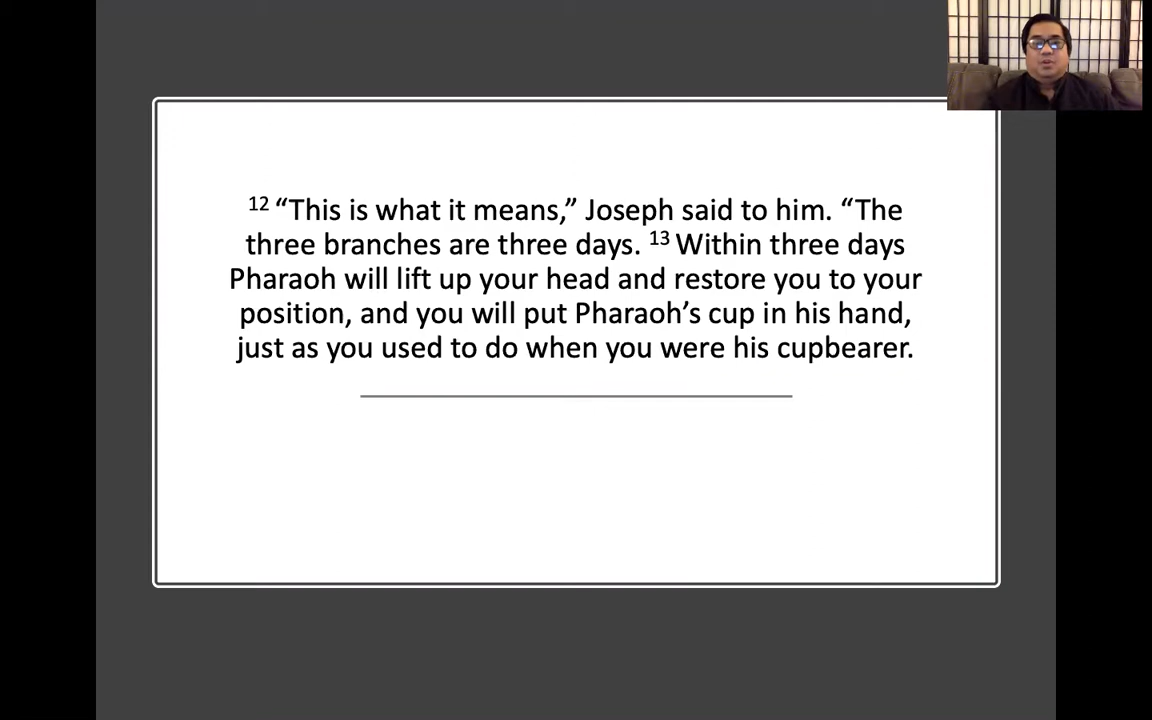 12 “This is what it means,” Joseph said to him. “The
three branches are three days. 13 Within three days
Pharaoh will lift up your head and restore you to your
position, and you will put Pharaoh’s cup in his hand,
just as you used to do when you were his cupbearer.